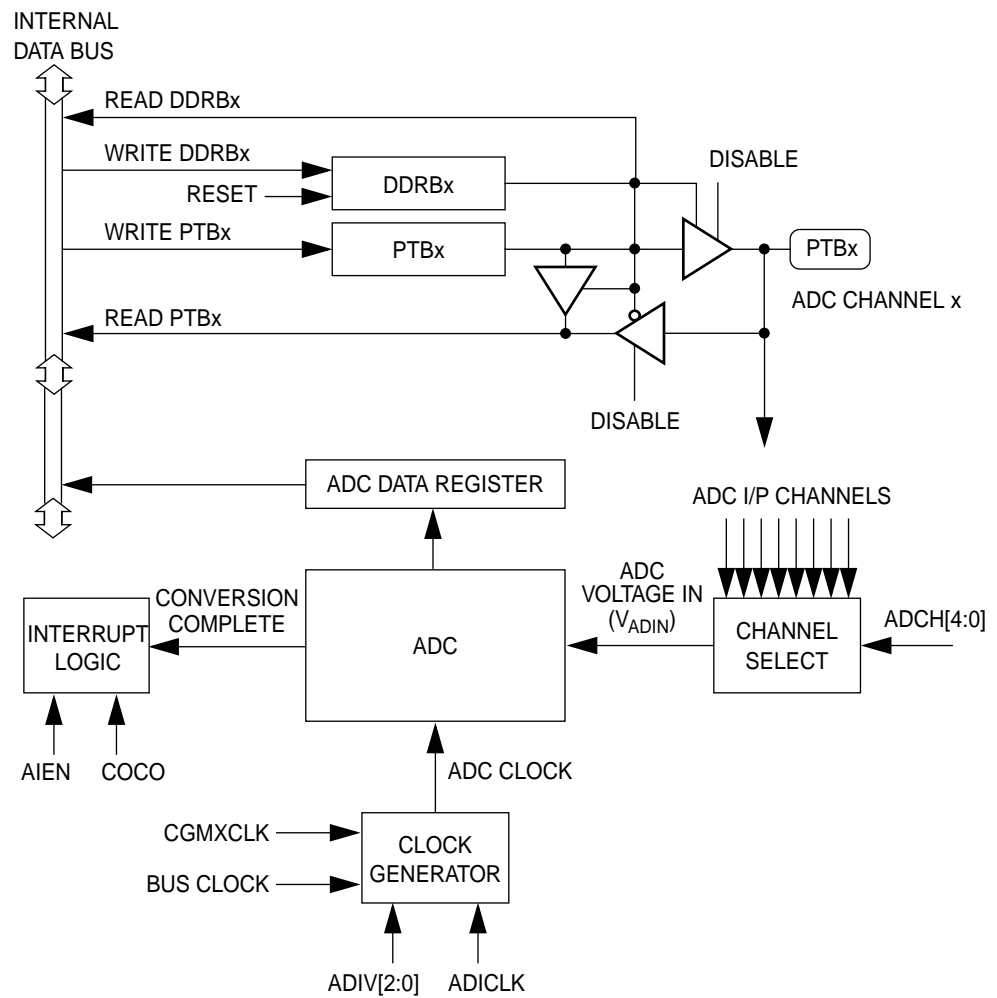 INTERNAL
DATA BUS
READ DDRBx
WRITE DDRBx
DISABLE
DDRBx
RESET
WRITE PTBx
PTBx
PTBx
ADC CHANNEL x
READ PTBx
DISABLE
ADC DATA REGISTER
ADC I/P CHANNELS
ADC
VOLTAGE IN
(VADIN)
CONVERSION
COMPLETE
INTERRUPT
LOGIC
ADC
CHANNEL
SELECT
ADCH[4:0]
AIEN
COCO
ADC CLOCK
CGMXCLK
CLOCK
GENERATOR
BUS CLOCK
ADIV[2:0]
ADICLK